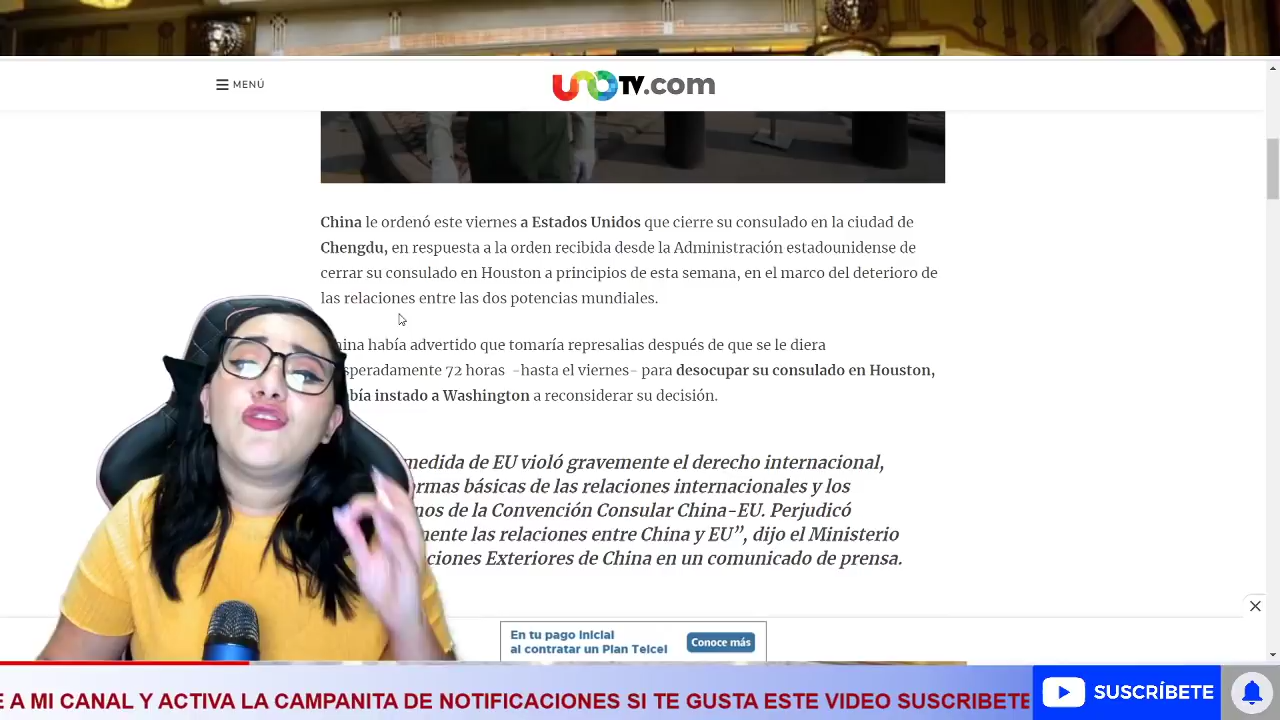 MENÚ
unoTV.com
China le ordenó este viernes a Estados Unidos que cierre su consulado en la ciudad de
Chengdu, en respuesta a la orden recibida desde la Administración estadounidense de
cerrar su consulado en Houston a principios de esta semana, en el marco del deterioro de
las relaciones entre las dos potencias mundiales.
había advertido que tomaría represalias después de que se le diera
72 horas -hasta el viernes- para desocupar su consulado en Houston,
instado a Washington a reconsiderar su decisión.
medida de EU violó gravemente el derecho internacional,
básicas de las relaciones internacionales y los
de la Convención Consular China-EU. Perjudicó
las relaciones entre China y EU”, dijo el Ministerio
Exteriores de China en un comunicado de prensa.
En tu pago inicial
al contratar un Plan Telcel
Conoce más
E A MI CANAL Y ACTIVA LA CAMPANITA DE NOTIFICACIONES SI TE GUSTA ESTE VIDEO SUSCRIBETE
SUSCRÍBETE